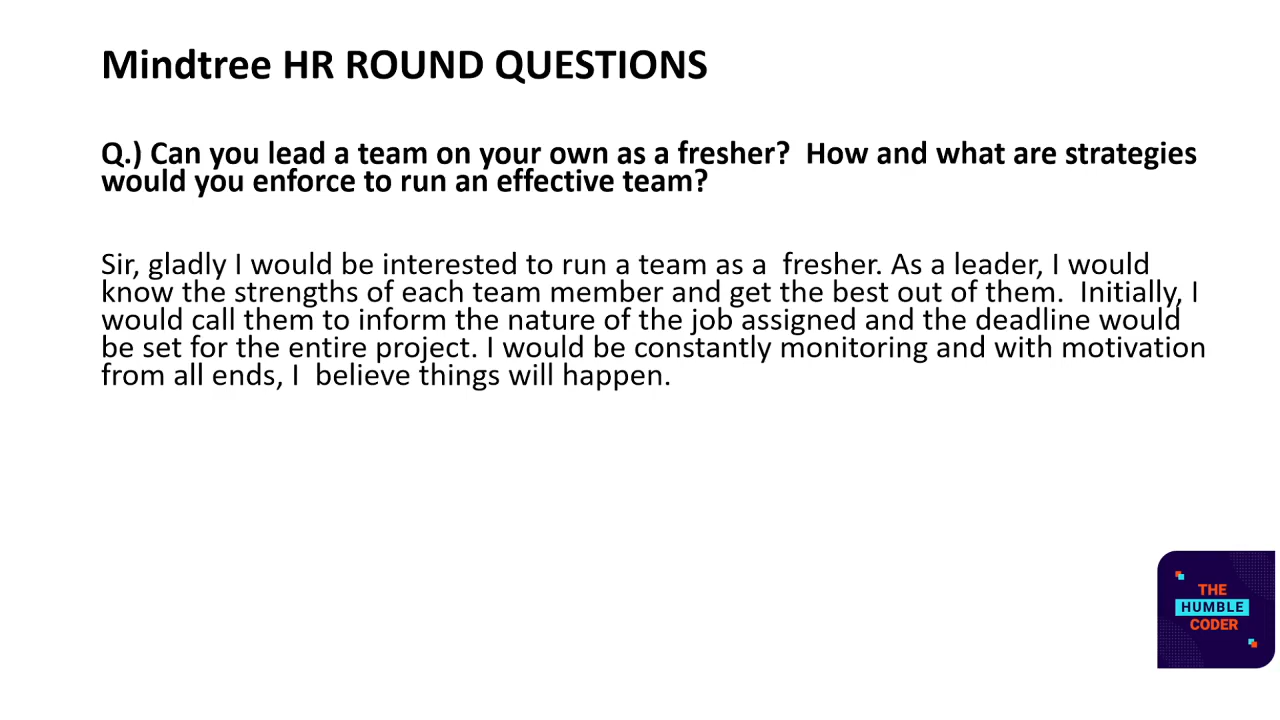 Mindtree HR ROUND QUESTIONS
Q.) Can you lead a team on your own as a fresher?  How and what are strategies
would you enforce to run an effective team?
Sir, gladly I would be interested to run a team as a  fresher. As a leader, I would
know the strengths of each team member and get the best out of them.  Initially, I
would call them to inform the nature of the job assigned and the deadline would
be set for the entire project. I would be constantly monitoring and with motivation
from all ends, I  believe things will happen.
THE
HUMBLE
CODER